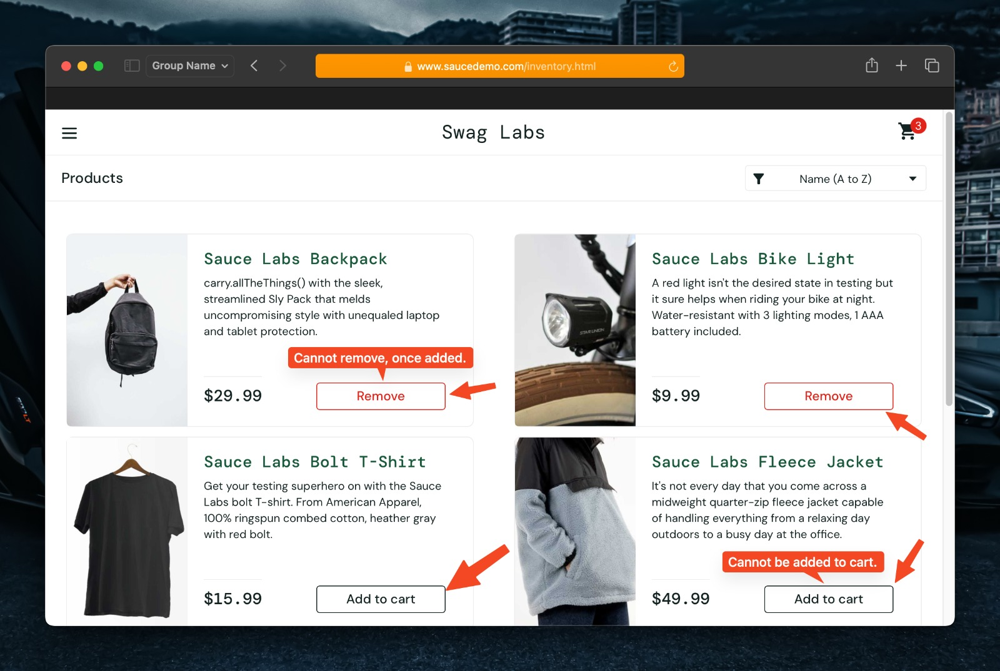 Group Name
www.saucedemo.com/inventory.html
Swag Labs
3
Products
Name (A to Z)
Sauce Labs Backpack
carry.allTheThings() with the sleek,
streamlined Sly Pack that melds
uncompromising style with unequaled laptop
and tablet protection.
Cannot remove, once added.
$29.99
Remove
Sauce Labs Bike Light
A red light isn't the desired state in testing but
it sure helps when riding your bike at night.
Water-resistant with 3 lighting modes, 1 AAA
battery included.
STAR UNION
$9.99
Remove
Sauce Labs Bolt T-Shirt
Get your testing superhero on with the Sauce
Labs bolt T-shirt. From American Apparel,
100% ringspun combed cotton, heather gray
with red bolt.
$15.99
Add to cart
Sauce Labs Fleece Jacket
It's not every day that you come across a
midweight quarter-zip fleece jacket capable
of handling everything from a relaxing day
outdoors to a busy day at the office.
Cannot be added to cart.
$49.99
Add to cart